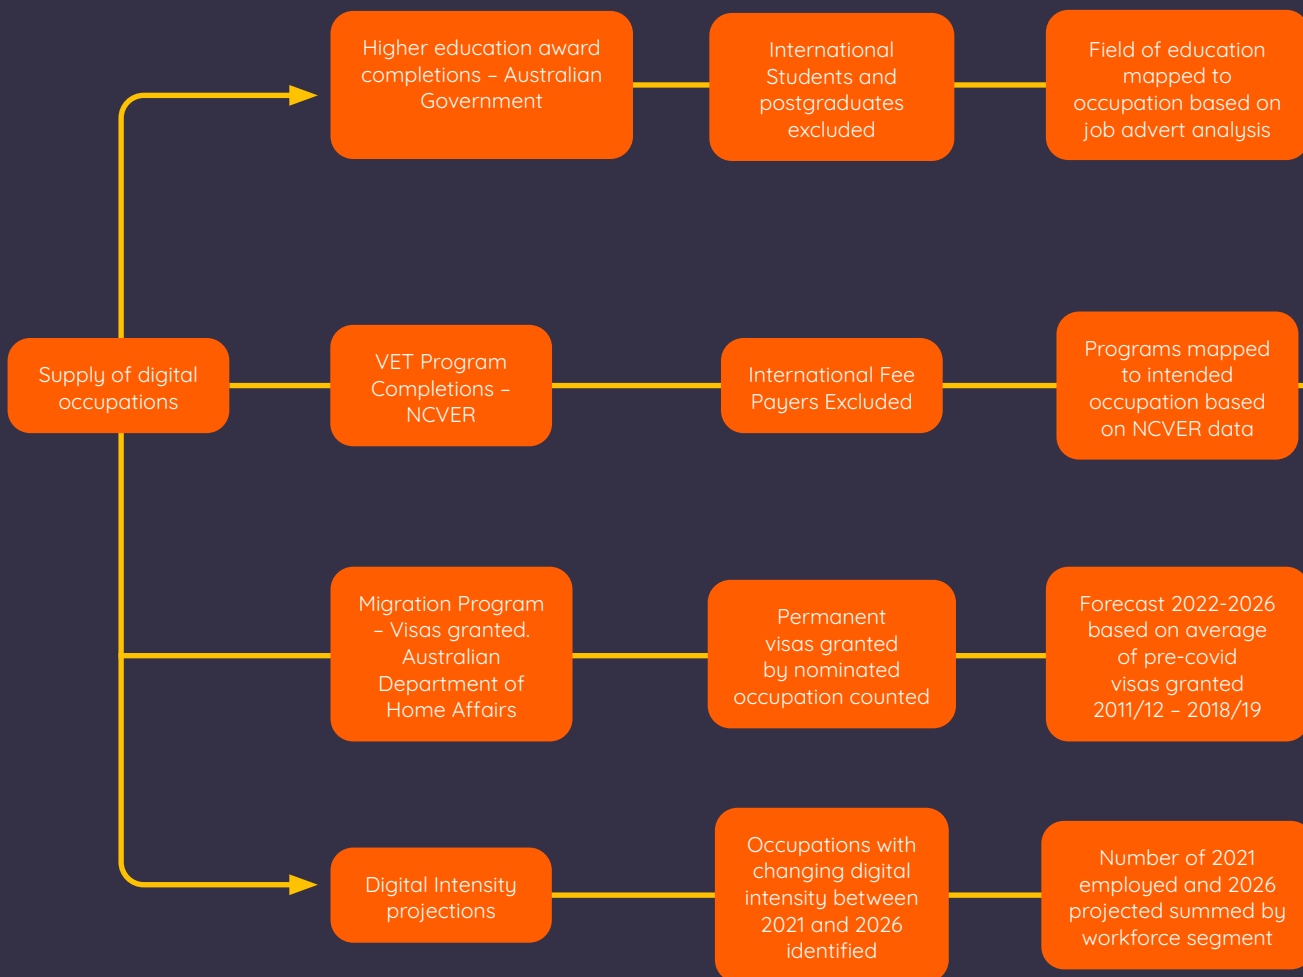 Higher education award
completions – Australian
Government
International
Students and
postgraduates
excluded
Field of education
mapped to
occupation based on
job advert analysis
Supply of digital
occupations
VET Program
Completions –
NCVER
International Fee
Payers Excluded
Programs mapped
to intended
occupation based
on NCVER data
Migration Program
– Visas granted.
Australian
Department of
Home Affairs
Permanent
visas granted
by nominated
occupation counted
Forecast 2022-2026
based on average
of pre-covid
visas granted
2011/12 – 2018/19
Digital Intensity
projections
Occupations with
changing digital
intensity between
2021 and 2026
identified
Number of 2021
employed and 2026
projected summed by
workforce segment